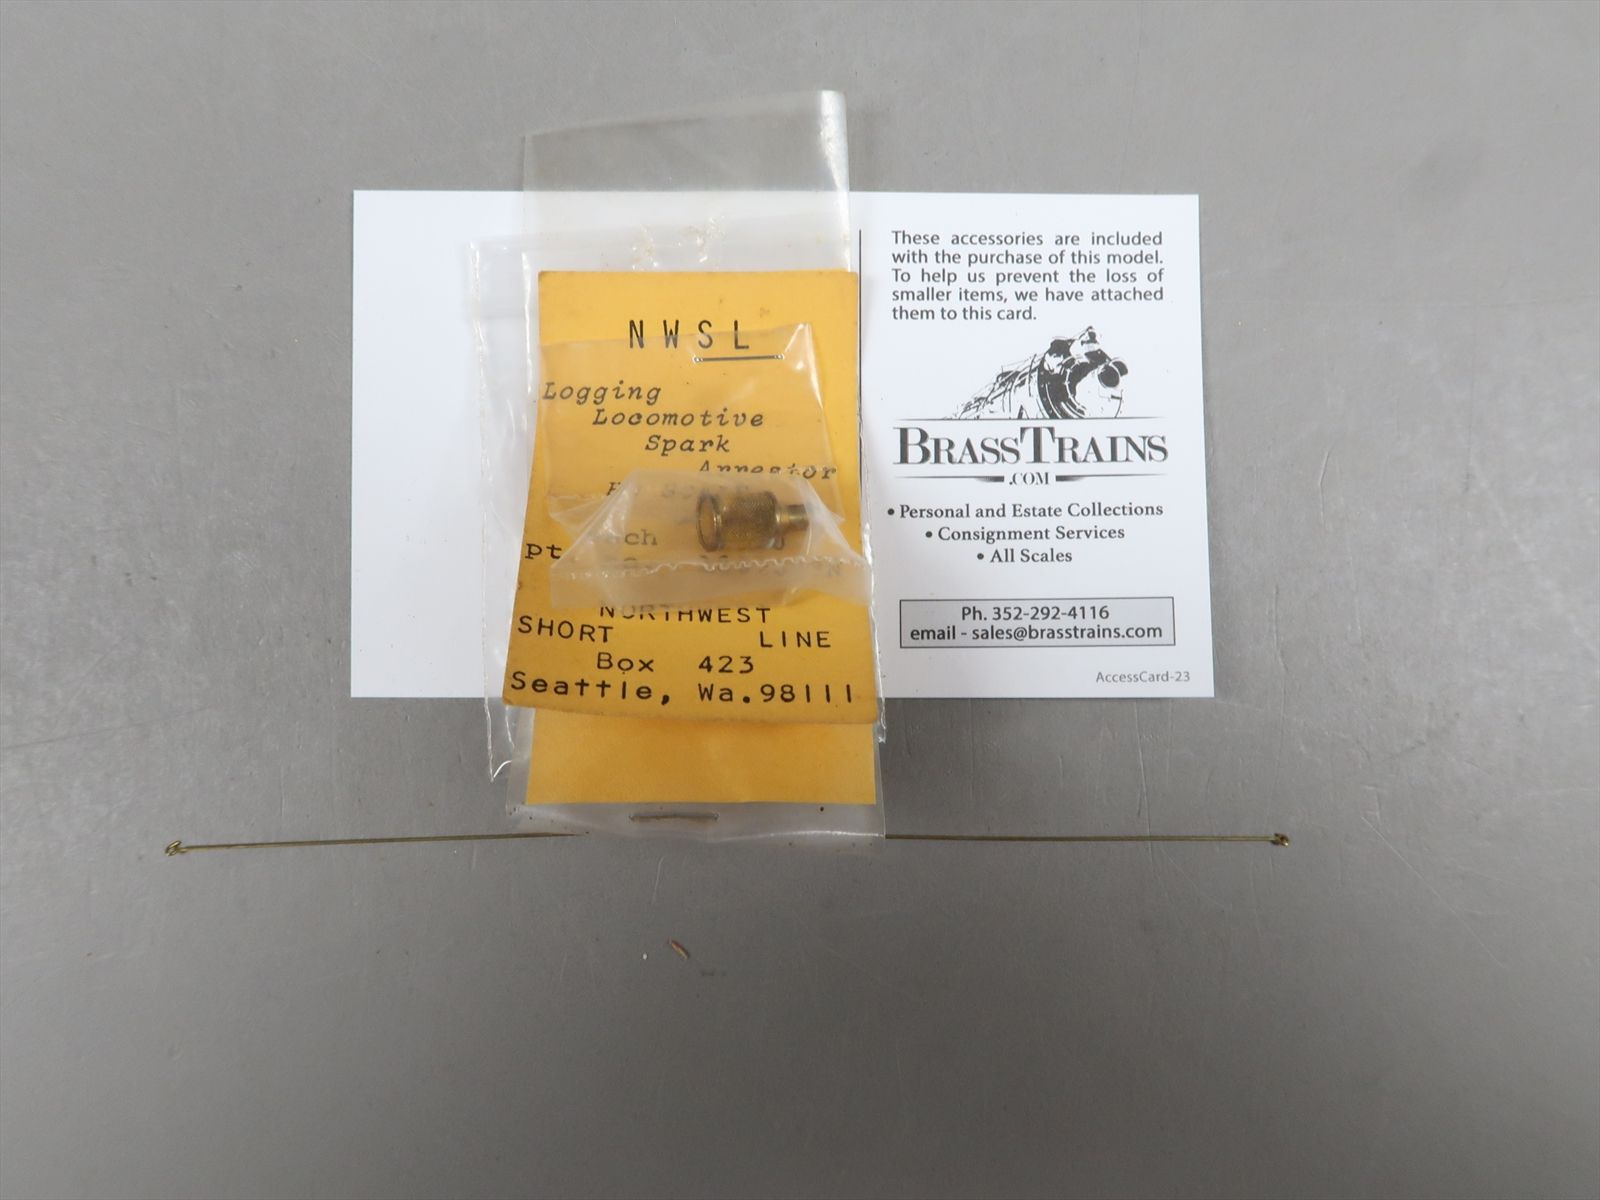 NWSL
Logging
Locomotive
Spark
Arrestor
pt
NORTHWEST
SHORT LINE
Box 423
Seattle, Wa.98111
These accessories are included
with the purchase of this model.
To help us prevent the loss of
smaller items, we have attached
them to this card.
BRASSTRAINS
.COM
• Personal and Estate Collections
• Consignment Services
• All Scales
Ph. 352-292-4116
email - sales@brasstrains.com
AccessCard-23